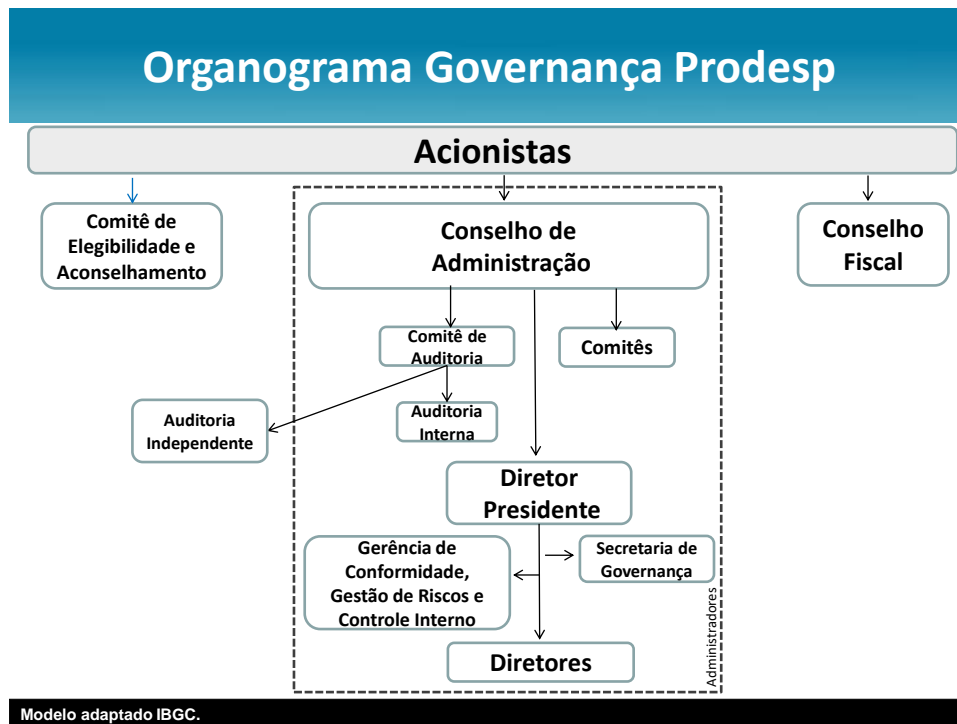 Organograma Governança Prodesp
Acionistas
Comitê de
Elegibilidade e
Aconselhamento
Conselho de
Administração
Conselho
Fiscal
Comitê de
Auditoria
Comitês
Auditoria
Independente
Auditoria
Interna
Diretor
Presidente
Gerência de
Conformidade,
Gestão de Riscos e
Controle Interno
Secretaria de
Governança
Diretores
Administradores
Modelo adaptado IBGC.